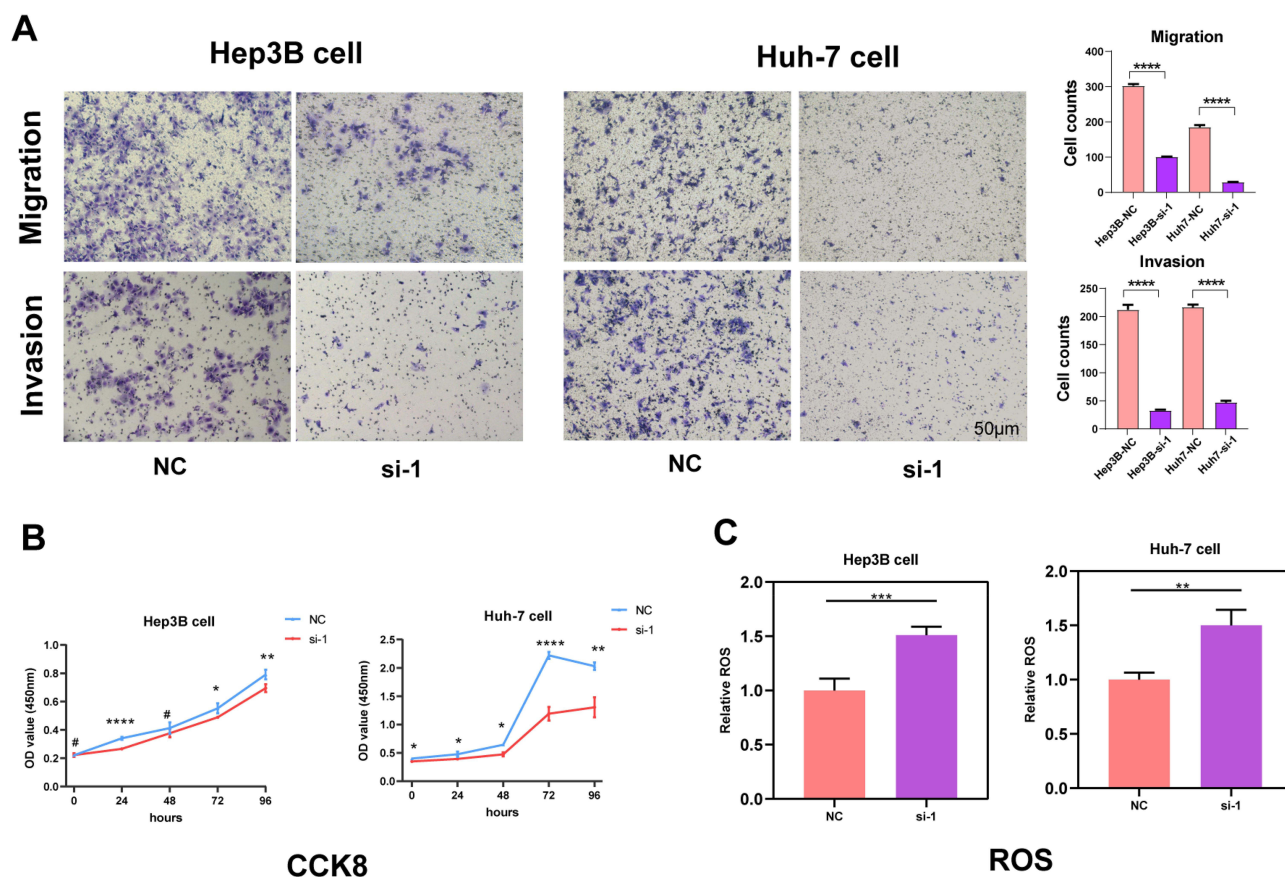 A
Hep3B cell
Huh-7 cell
Migration
Invasion
NC
si-1
NC
si-1
50μm
Migration
Cell counts
400
300
200
100
0
****
****
Hep3B-NC
Hep3B-si-1
Huh7-NC
Huh7-si-1
Invasion
Cell counts
250
200
150
100
50
0
****
****
Hep3B-NC
Hep3B-si-1
Huh7-NC
Huh7-si-1
B
Hep3B cell
NC
si-1
OD value (450nm)
1.0
0.8
0.6
0.4
0.2
0.0
#
****
#
*
**
0 24 48 72 96
hours
Huh-7 cell
NC
si-1
OD value (450nm)
2.5
2.0
1.5
1.0
0.5
0.0
*
*
*
****
**
0 24 48 72 96
hours
CCK8
C
Hep3B cell
Relative ROS
2.0
1.5
1.0
0.5
0.0
***
NC si-1
Huh-7 cell
Relative ROS
2.0
1.5
1.0
0.5
0.0
**
NC si-1
ROS